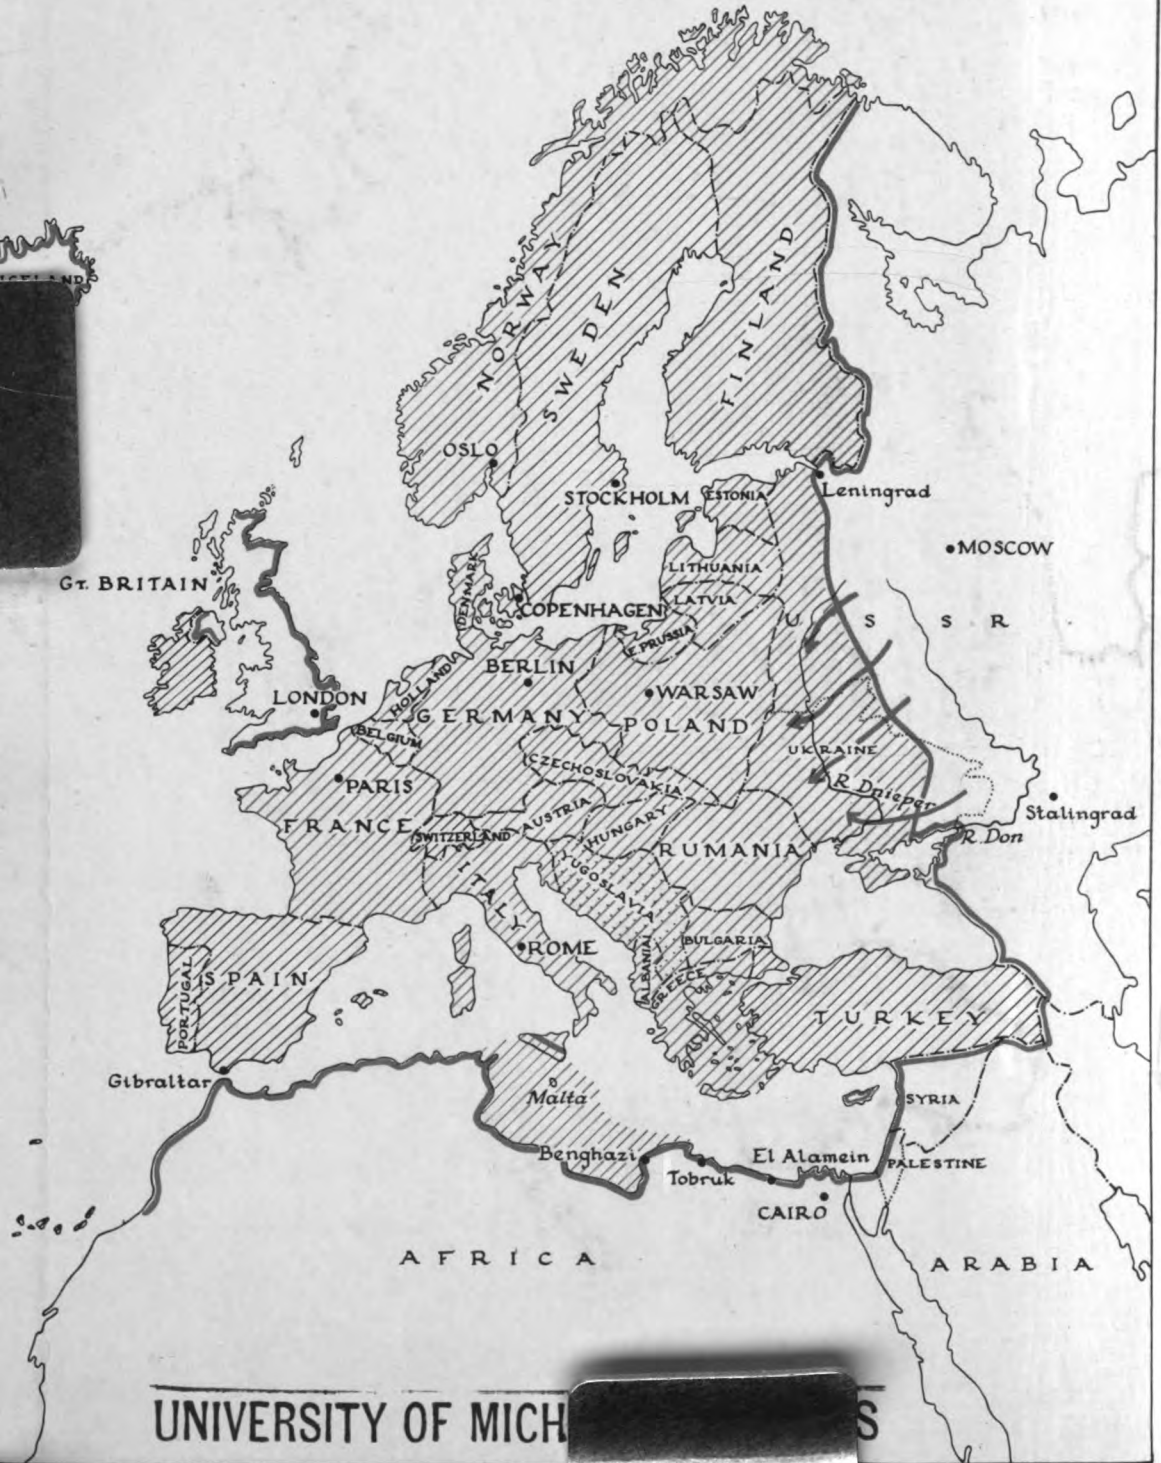 ICELAND
NORWAY
SWEDEN
FINLAND
OSLO
STOCKHOLM
ESTONIA
Leningrad
MOSCOW
GT. BRITAIN
DENMARK
LITHUANIA
LATVIA
COPENHAGEN
E. PRUSSIA
U S S R
BERLIN
HOLLAND
LONDON
WARSAW
GERMANY
POLAND
BELGIUM
UKRAINE
CZECHOSLOVAKIA
PARIS
R. Dnieper
Stalingrad
FRANCE
SWITZERLAND
AUSTRIA
HUNGARY
RUMANIA
R. Don
ITALY
YUGOSLAVIA
ROME
ALBANIA
BULGARIA
GREECE
PORTUGAL
SPAIN
TURKEY
Gibraltar
Malta
SYRIA
Benghazi
Tobruk
El Alamein
PALESTINE
CAIRO
AFRICA
ARABIA
UNIVERSITY OF MICH S